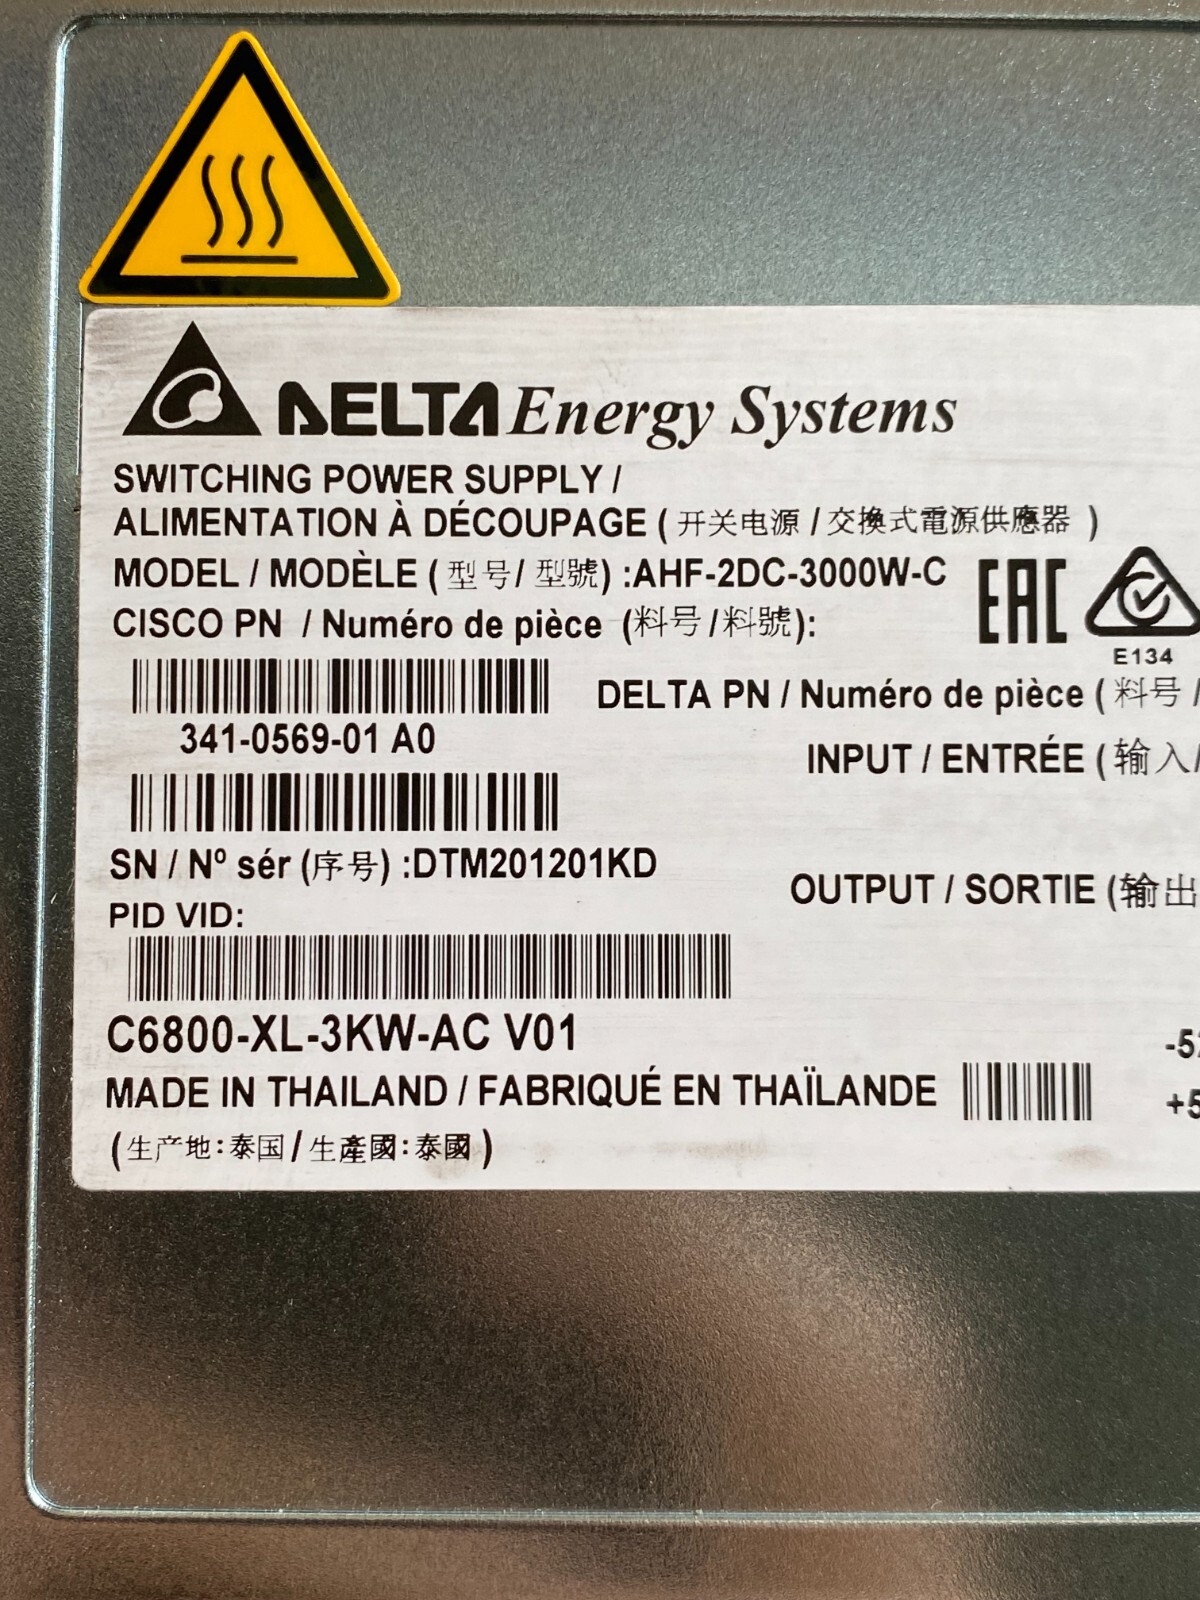 DELTA Energy Systems
SWITCHING POWER SUPPLY /
ALIMENTATION À DÉCOUPAGE ( 开关电源 / 交換式電源供應器 )
MODEL / MODÈLE ( 型号/ 型號) :AHF-2DC-3000W-C
EAC
E134
CISCO PN / Numéro de pièce (料号/料號):
341-0569-01 A0
DELTA PN / Numéro de pièce ( 料号 /
INPUT / ENTRÉE ( 输入/
SN / Nº sér (序号) :DTM201201KD
OUTPUT / SORTIE (输出
PID VID:
C6800-XL-3KW-AC V01
MADE IN THAILAND / FABRIQUÉ EN THAÏLANDE
(生产地:泰国 / 生產國:泰國 )